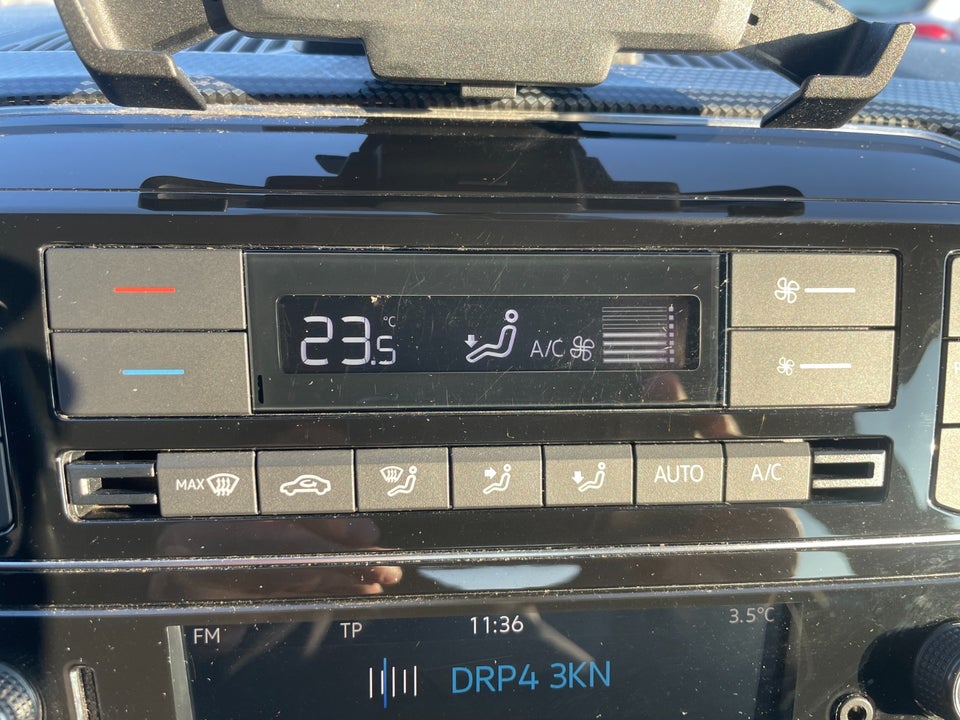 23.5 °C A/C
MAX AUTO A/C
FM TP 11:36 3.5°C
DRP4 3KN